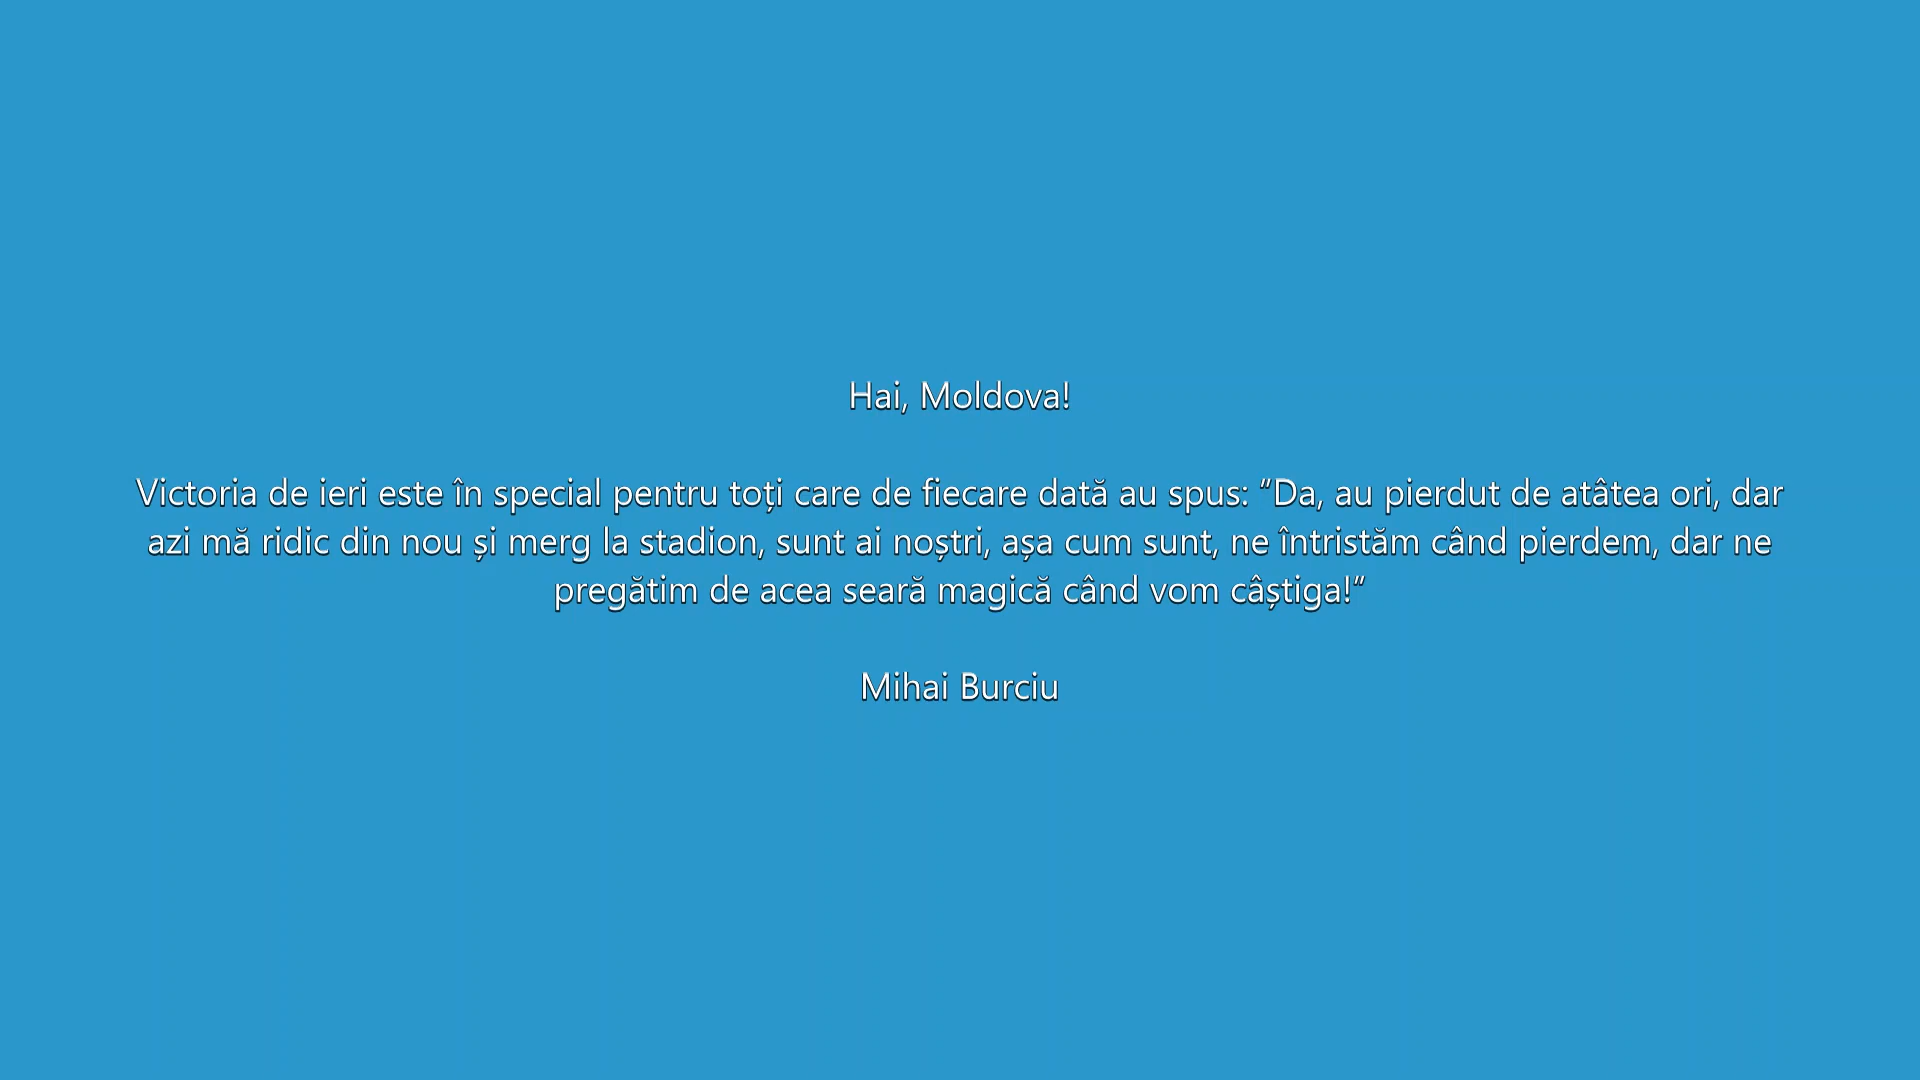 Hai, Moldova!
Victoria de ieri este în special pentru toți care de fiecare dată au spus: ”Da, au pierdut de atâtea ori, dar
azi mă ridic din nou și merg la stadion, sunt ai noștri, așa cum sunt, ne întristăm când pierdem, dar ne
pregătim de acea seară magică când vom câștiga!”
Mihai Burciu